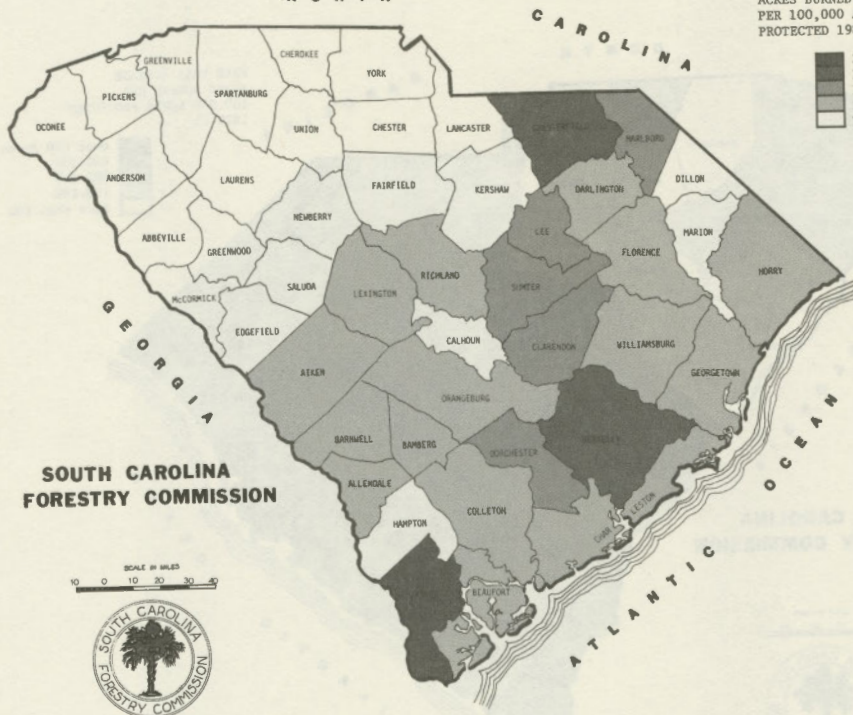 CAROLINA
ACRES BURNED
PER 100,000
PROTECTED
CHEROKEE
GREENVILLE
YORK
PICKENS
SPARTANBURG
OCONEE
UNION
CHESTER
LANCASTER
CHESTERFIELD
MARLBORO
ANDERSON
LAURENS
FAIRFIELD
KERSHAW
DARLINGTON
DILLON
NEWBERRY
ABBEVILLE
GREENWOOD
LEE
MARION
FLORENCE
HORRY
SALUDA
RICHLAND
LEXINGTON
SUMTER
McCORMICK
EDGEFIELD
CALHOUN
CLARENDON
WILLIAMSBURG
GEORGIA
AIKEN
GEORGETOWN
ORANGEBURG
BARNWELL
BAMBERG
BERKELEY
DORCHESTER
ALLENDALE
COLLETON
HAMPTON
CHARLESTON
BEAUFORT
ATLANTIC OCEAN
SOUTH CAROLINA
FORESTRY COMMISSION
SCALE IN MILES
10 0 10 20 30 40
SOUTH CAROLINA
FORESTRY COMMISSION